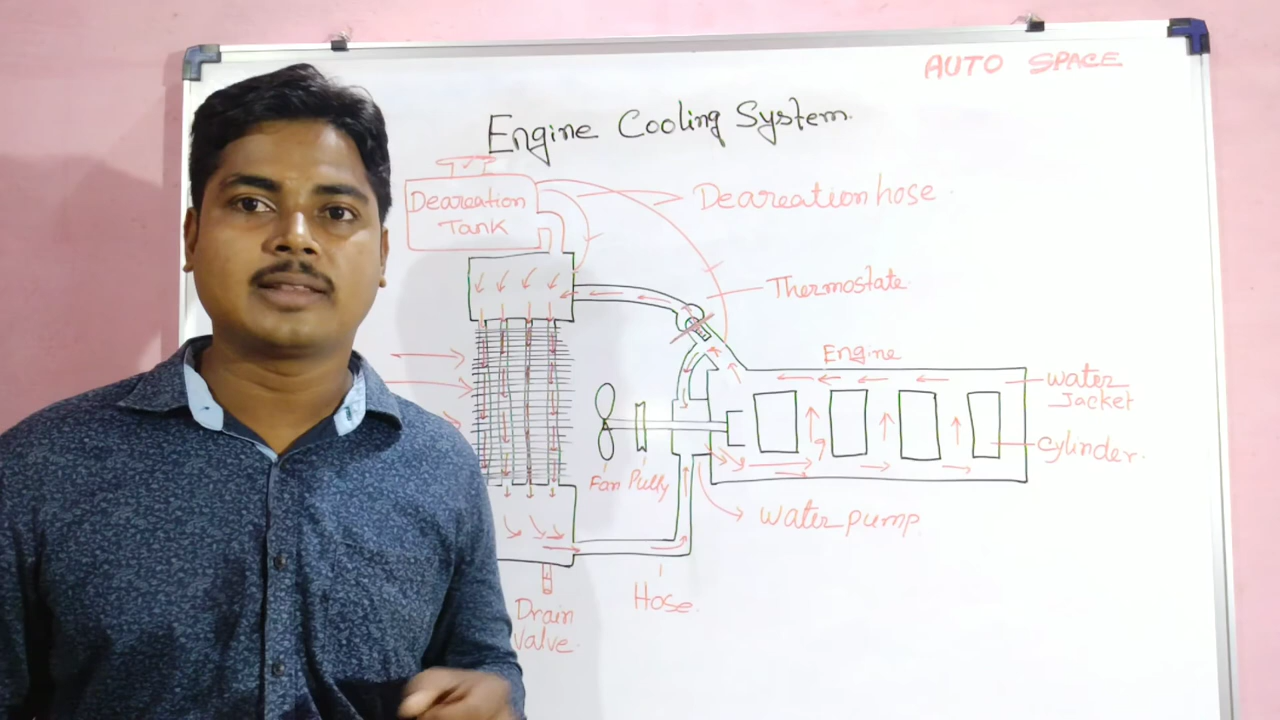 AUTO SPACE
Engine Cooling System.
Deareation
Tank
Deareation hose
Thermostate
Engine
water
Jacket
cylinder.
Fan Pully
water pump
Hose
Drain
Valve